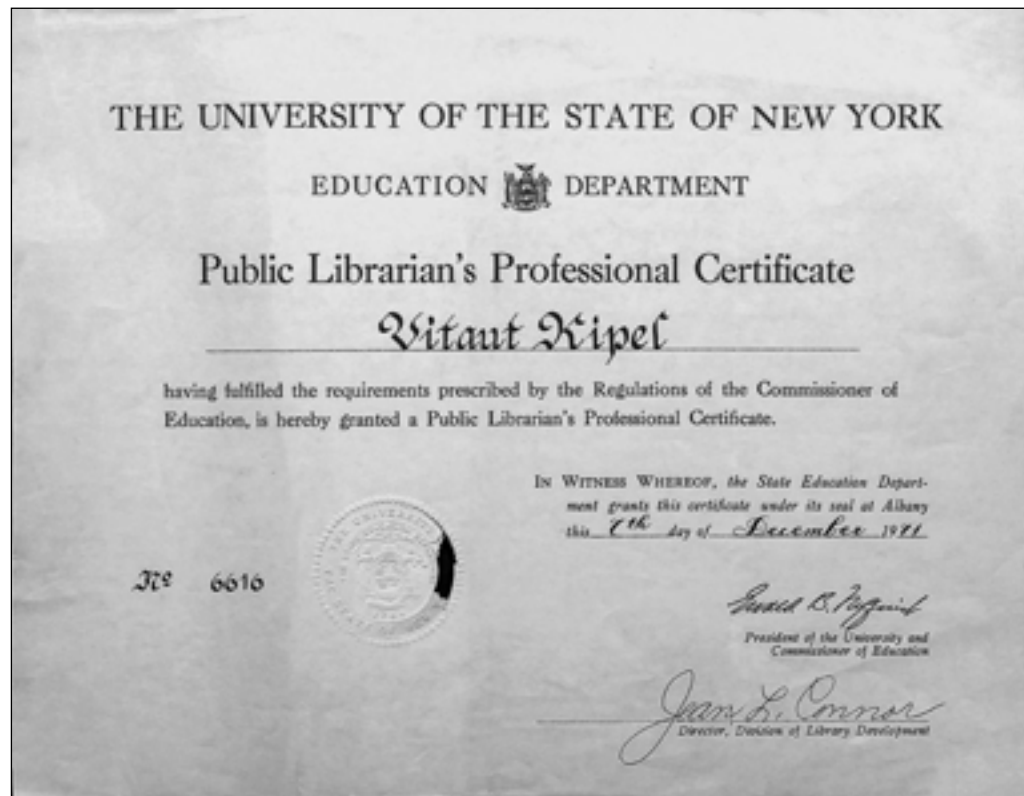 THE UNIVERSITY OF THE STATE OF NEW YORK
EDUCATION DEPARTMENT
Public Librarian's Professional Certificate
Vitaut Kipel
having fulfilled the requirements prescribed by the Regulations of the Commissioner of
Education, is hereby granted a Public Librarian's Professional Certificate.
IN WITNESS WHEREOF, the State Education Depart-
ment grants this certificate under its seal at Albany
this 7th day of December 1971
No 6616
Ewald B. Nyquist
President of the University and
Commissioner of Education
Jean L. Connor
Director, Division of Library Development